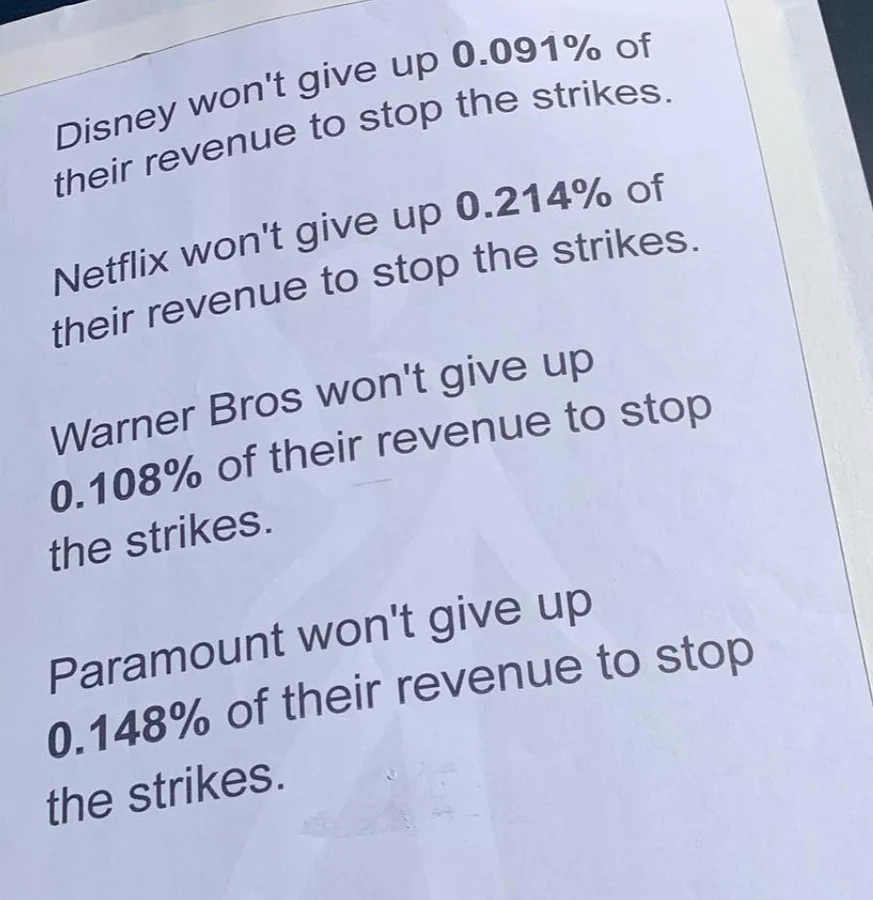 Disney won't give up 0.091% of
their revenue to stop the strikes.
Netflix won't give up 0.214% of
their revenue to stop the strikes.
Warner Bros won't give up
0.108% of their revenue to stop
the strikes.
Paramount won't give up
0.148% of their revenue to stop
the strikes.